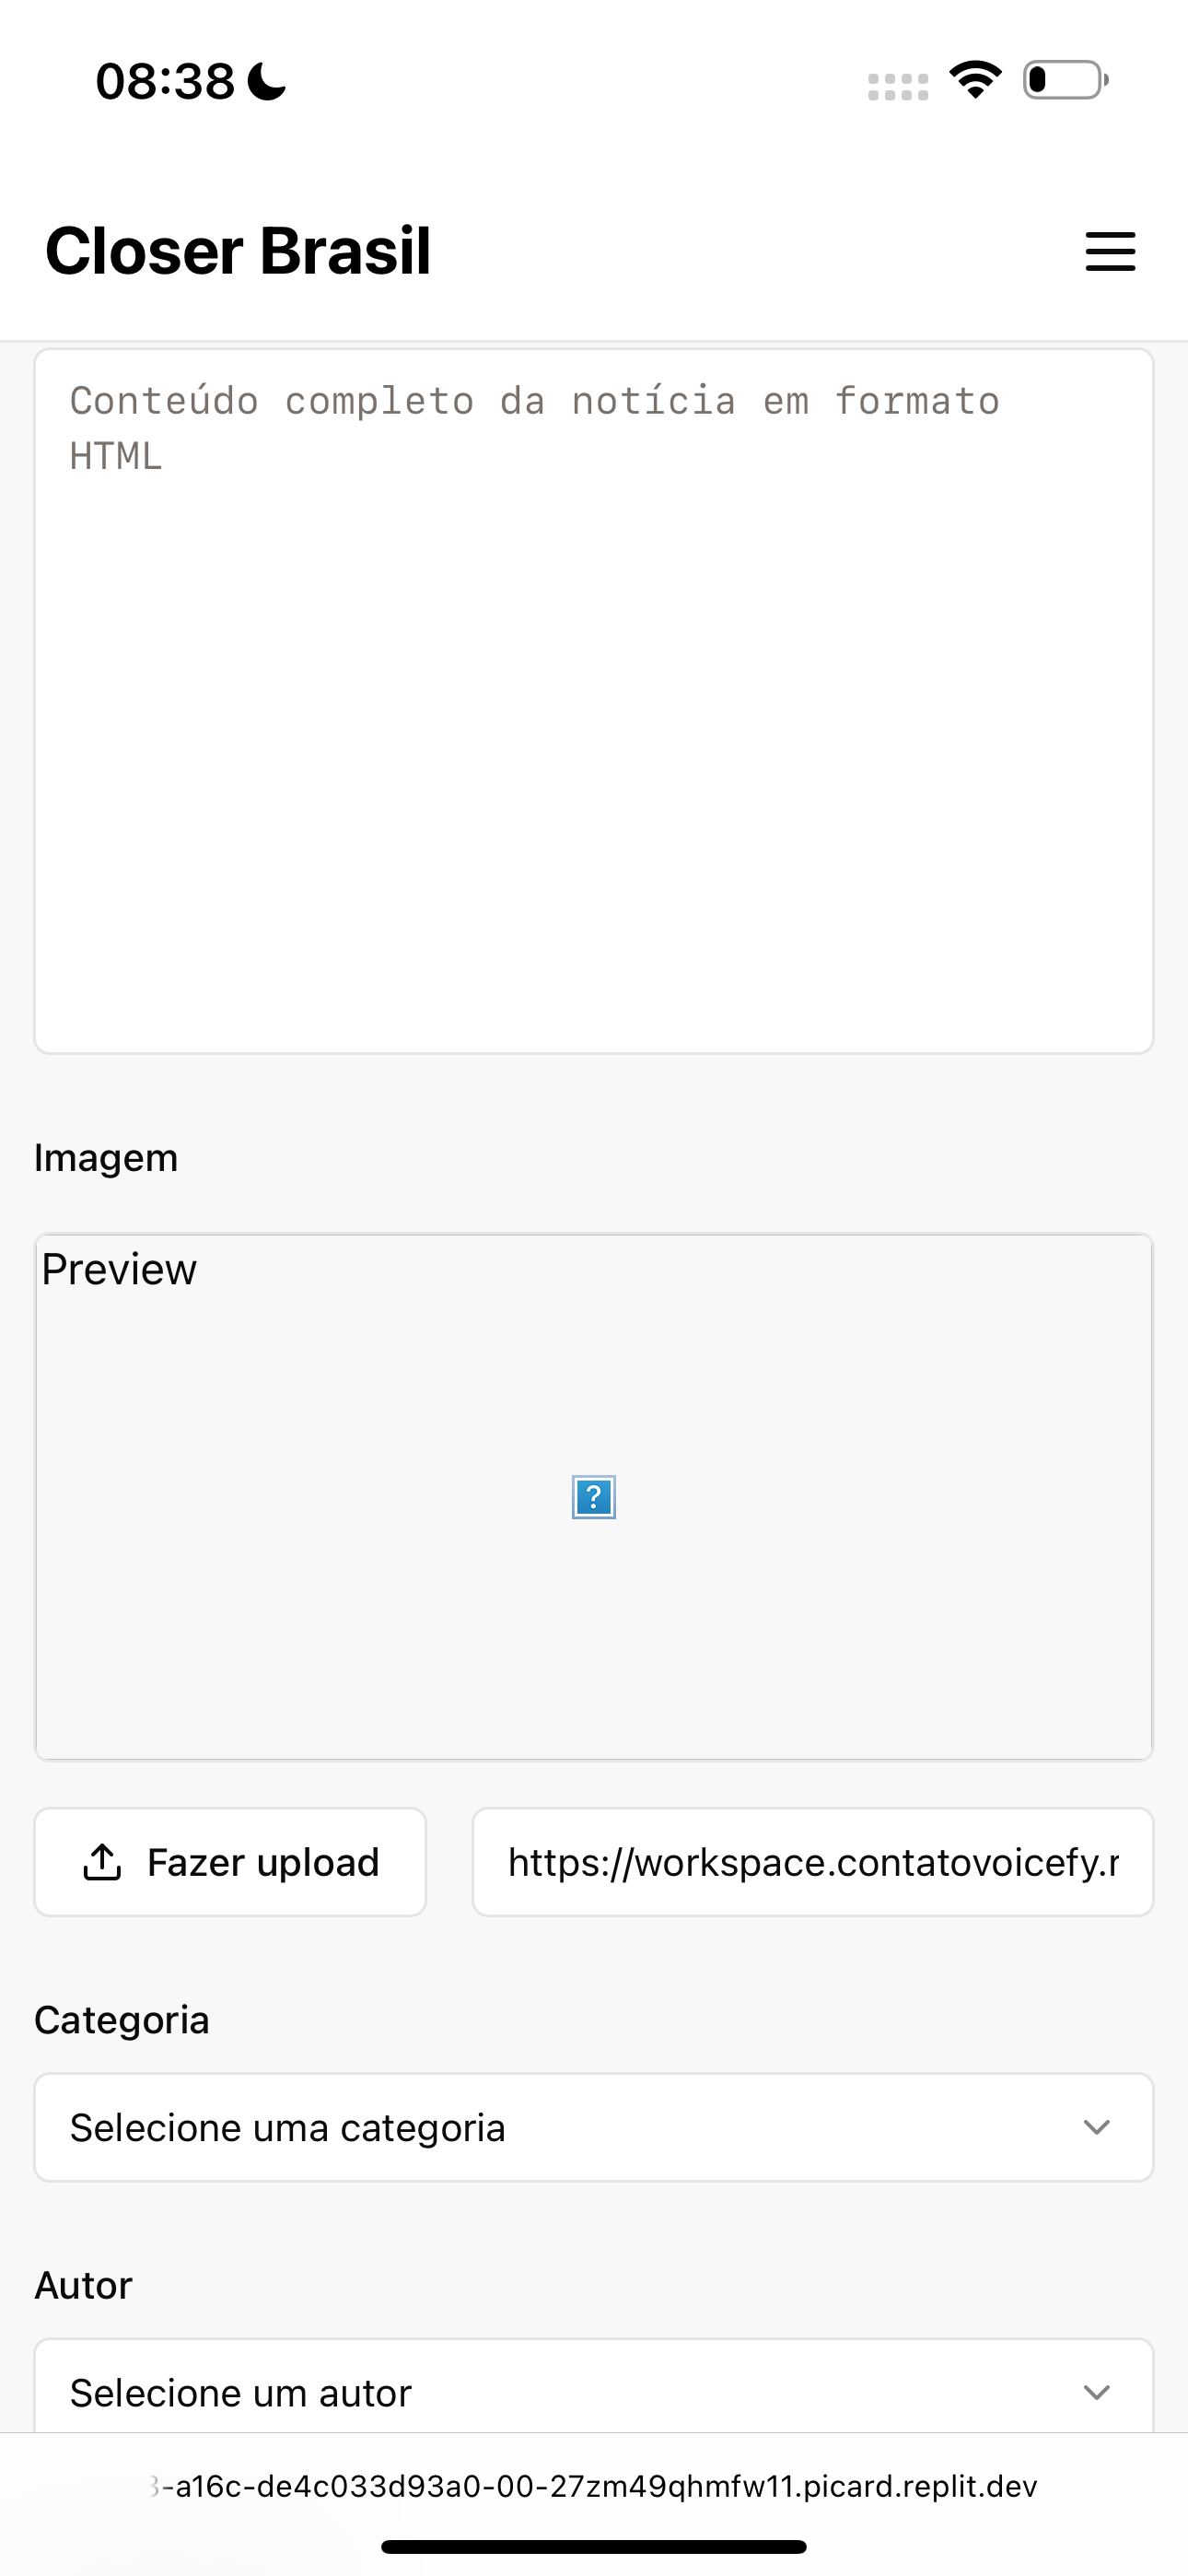 08:38
Closer Brasil
Conteúdo completo da notícia em formato
HTML
Imagem
Preview
?
Fazer upload
https://workspace.contatovoicefy.r
Categoria
Selecione uma categoria
Autor
Selecione um autor
3-a16c-de4c033d93a0-00-27zm49qhmfw11.picard.replit.dev